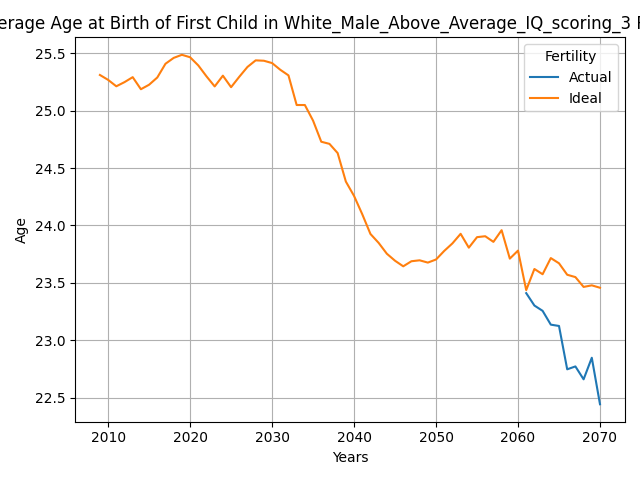 erage Age at Birth of First Child in White_Male_Above_Average_IQ_scoring_3
Fertility
Actual
Ideal
25.5
25.0
24.5
24.0
23.5
23.0
22.5
Age
2010 2020 2030 2040 2050 2060 2070
Years